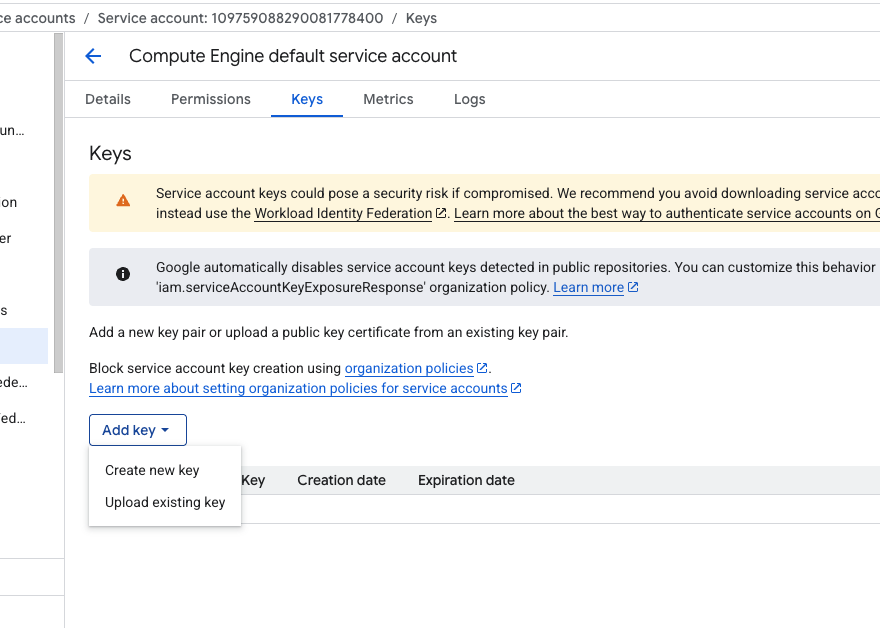 ce accounts / Service account: 109759088290081778400 / Keys
Compute Engine default service account
Details Permissions Keys Metrics Logs
un...
on
er
s
ede...
ed...
Keys
Service account keys could pose a security risk if compromised. We recommend you avoid downloading service acco
instead use the Workload Identity Federation. Learn more about the best way to authenticate service accounts on G
Google automatically disables service account keys detected in public repositories. You can customize this behavior
'iam.serviceAccountKeyExposureResponse' organization policy. Learn more
Add a new key pair or upload a public key certificate from an existing key pair.
Block service account key creation using organization policies.
Learn more about setting organization policies for service accounts
Add key
Create new key
Upload existing key
Key Creation date Expiration date